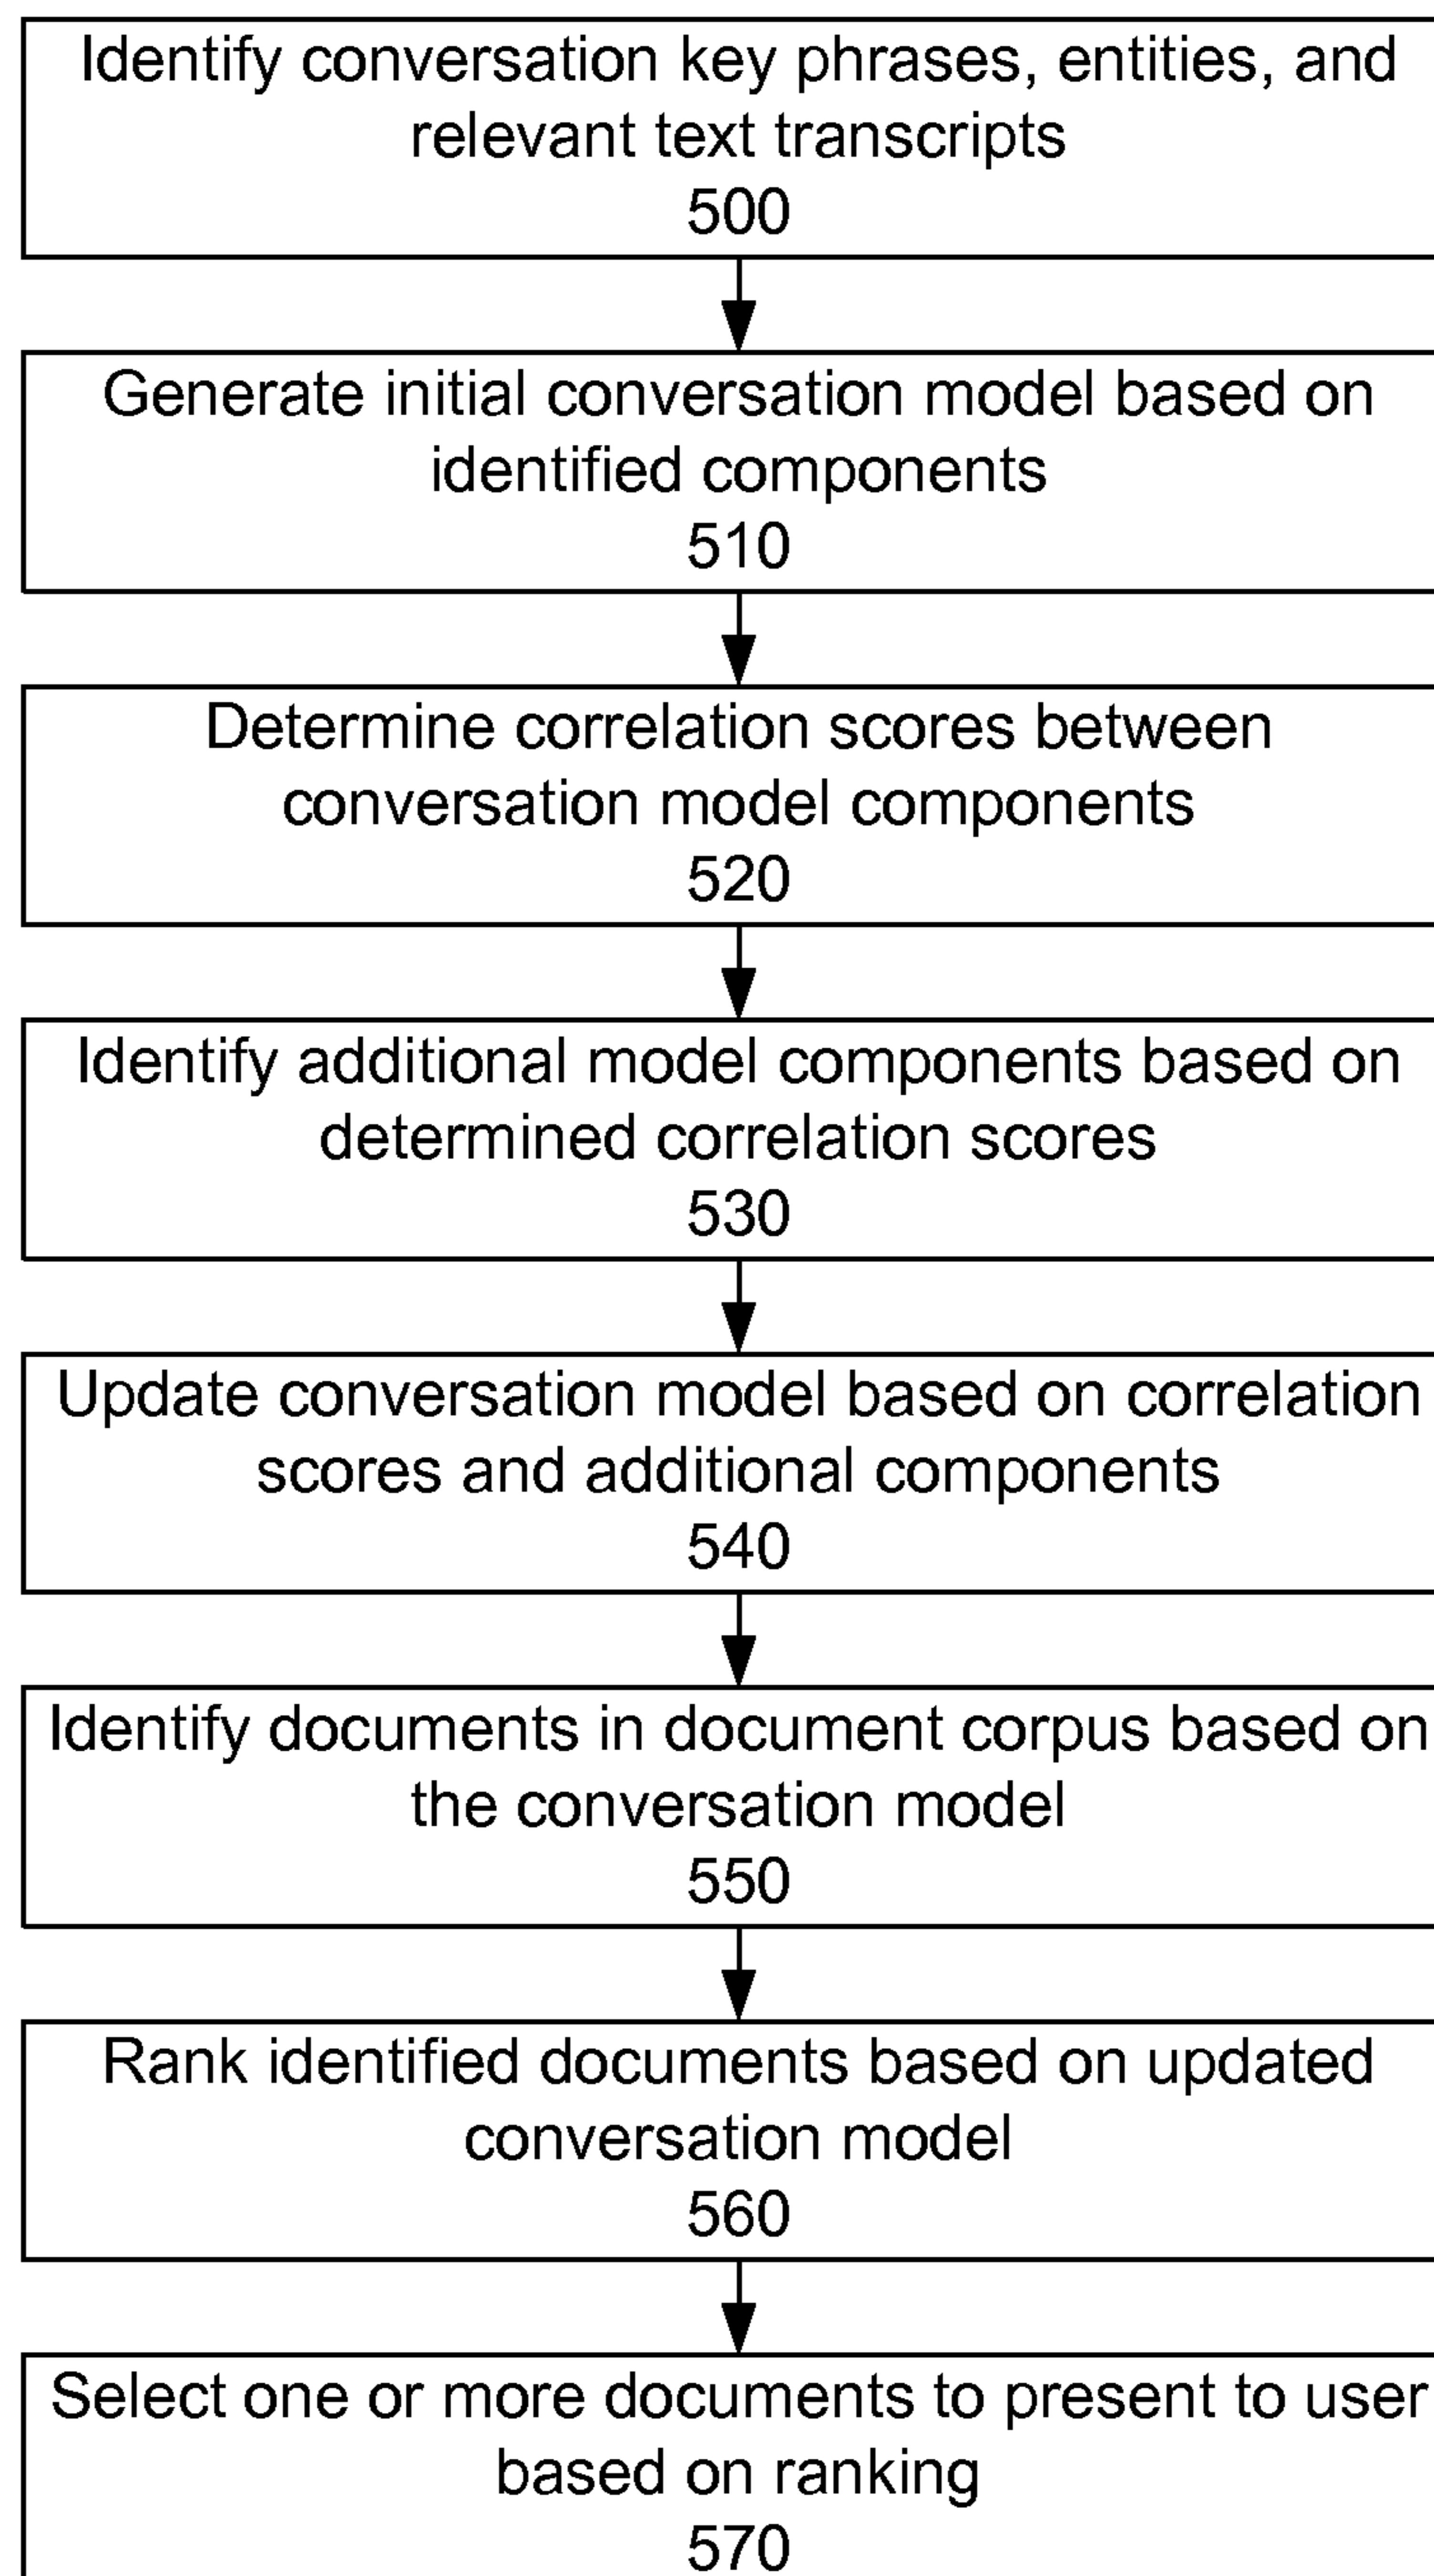 Identify conversation key phrases, entities, and
relevant text transcripts
500
Generate initial conversation model based on
identified components
510
Determine correlation scores between
conversation model components
520
Identify additional model components based on
determined correlation scores
530
Update conversation model based on correlation
scores and additional components
540
Identify documents in document corpus based on
the conversation model
550
Rank identified documents based on updated
conversation model
560
Select one or more documents to present to user
based on ranking
570